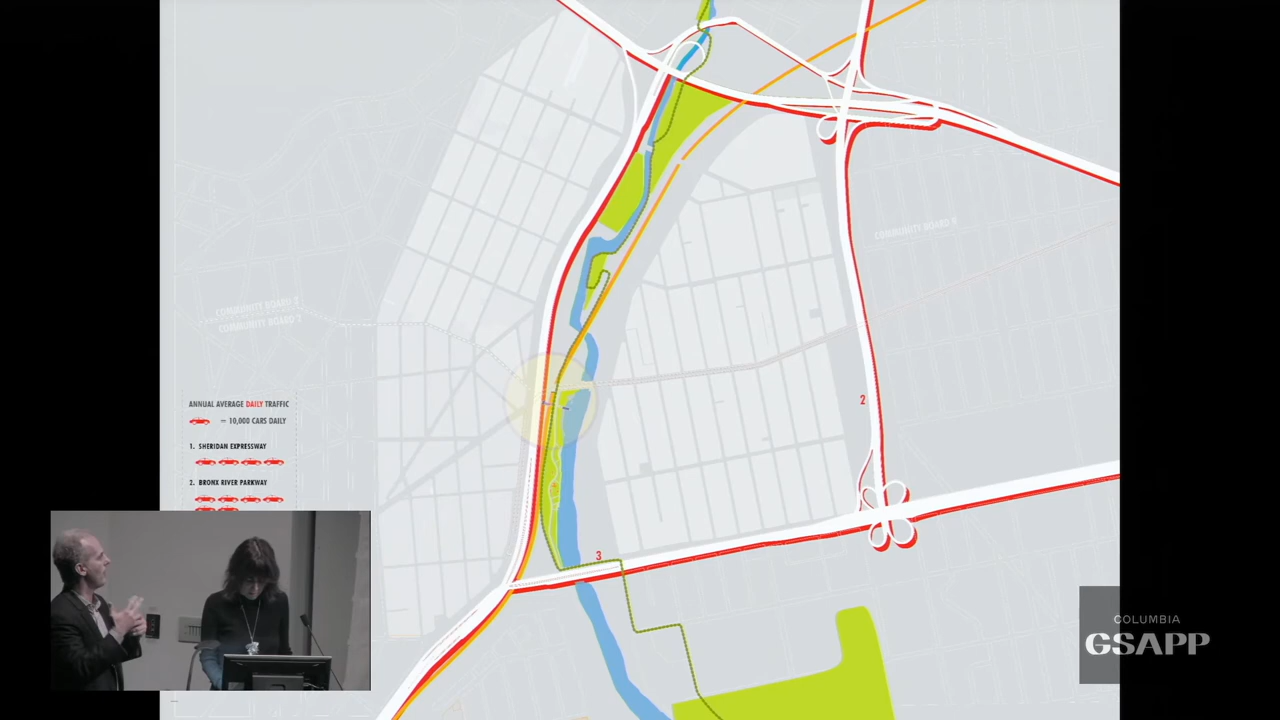 COMMUNITY BOARD 9
COMMUNITY BOARD 3
COMMUNITY BOARD 2
ANNUAL AVERAGE DAILY TRAFFIC
= 10,000 CARS DAILY
1. SHERIDAN EXPRESSWAY
2. BRONX RIVER PARKWAY
2
3
COLUMBIA
GSAPP